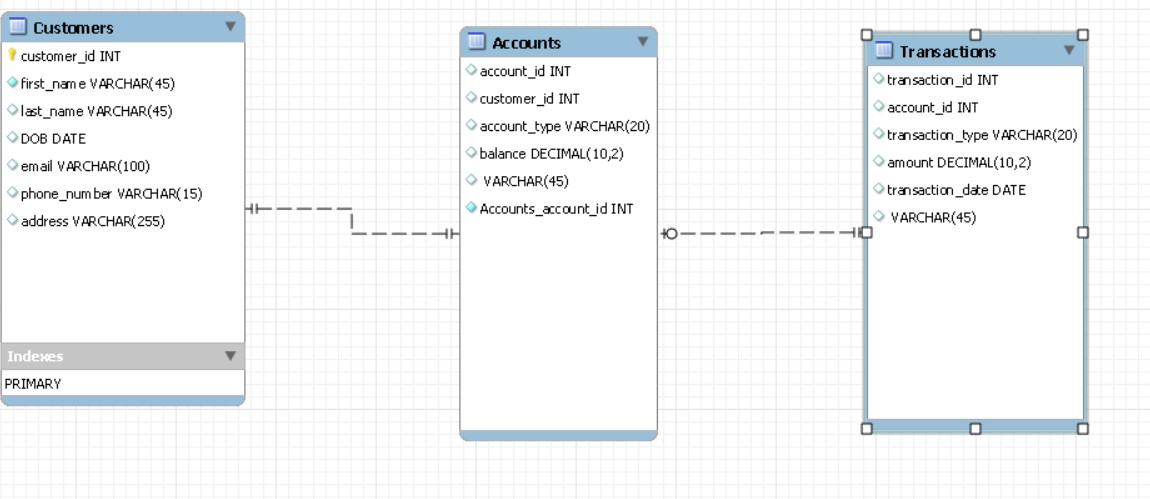 Customers
customer_id INT
first_name VARCHAR(45)
last_name VARCHAR(45)
DOB DATE
email VARCHAR(100)
phone_number VARCHAR(15)
address VARCHAR(255)
Indexes
PRIMARY
Accounts
account_id INT
customer_id INT
account_type VARCHAR(20)
balance DECIMAL(10,2)
VARCHAR(45)
Accounts_account_id INT
Transactions
transaction_id INT
account_id INT
transaction_type VARCHAR(20)
amount DECIMAL(10,2)
transaction_date DATE
VARCHAR(45)